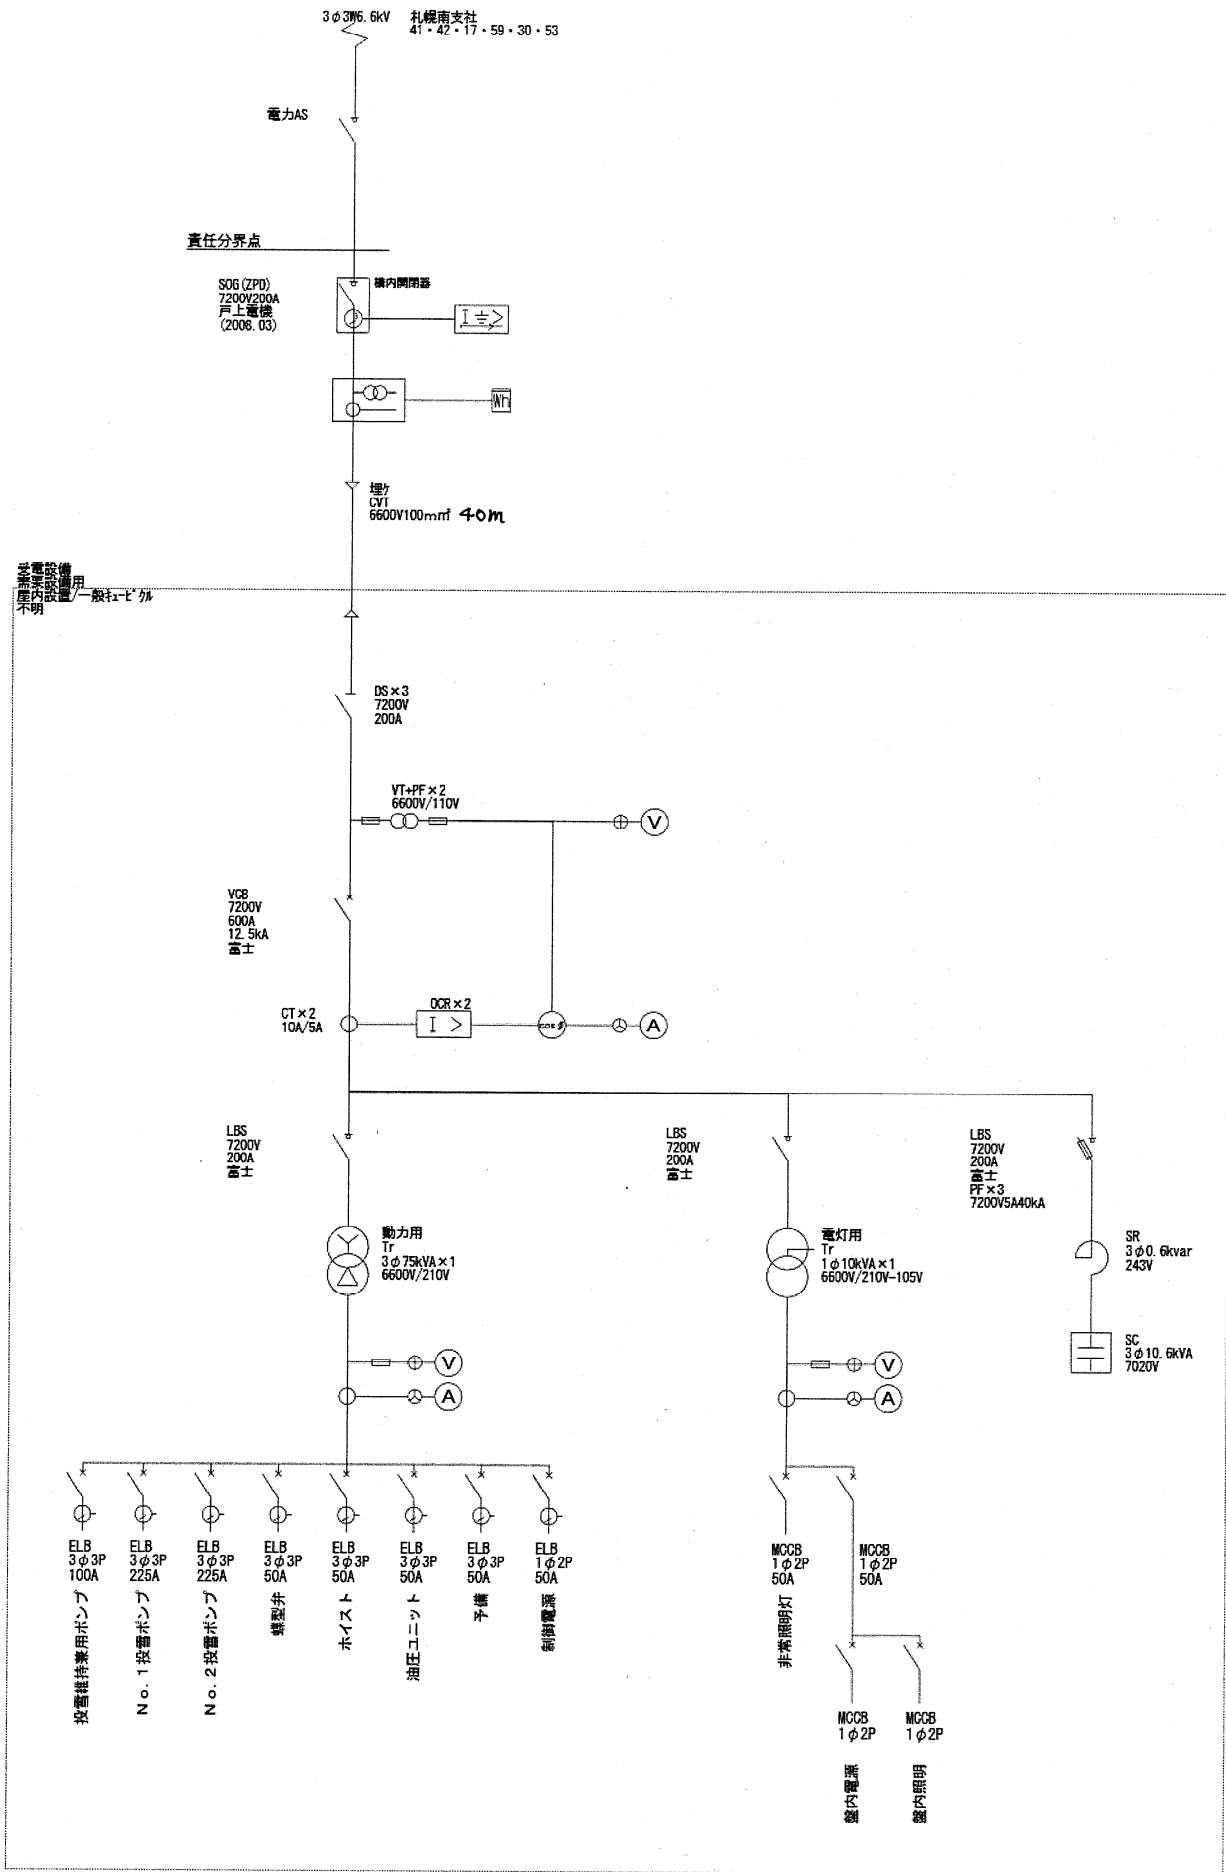 3φ3W6.6kV
札幌南支社
41・42・17・59・30・53
電力AS
責任分界点
SOG(ZPD)
7200V200A
戸上電機
(2008.03)
構内開閉器
I >
Wh
埋ケ
CVT
6600V100m㎡ 40m
受電設備
需要設備用
屋内設置/一般キュービクル
不明
DS×3
7200V
200A
VT+PF×2
6600V/110V
V
VCB
7200V
600A
12.5kA
富士
CT×2
10A/5A
OCR×2
I >
cosφ
A
LBS
7200V
200A
富士
動力用
Tr
3φ75kVA×1
6600V/210V
V
A
LBS
7200V
200A
富士
電灯用
Tr
1φ10kVA×1
6600V/210V-105V
V
A
LBS
7200V
200A
富士
PF×3
7200V5A40kA
SR
3φ0.6kvar
243V
SC
3φ10.6kVA
7020V
ELB
3φ3P
100A
投雪維持兼用ポンプ
ELB
3φ3P
225A
No.1投雪ポンプ
ELB
3φ3P
225A
No.2投雪ポンプ
ELB
3φ3P
50A
蝶型弁
ELB
3φ3P
50A
ホイスト
ELB
3φ3P
50A
油圧ユニット
ELB
3φ3P
50A
予備
ELB
1φ2P
50A
制御電源
MCCB
1φ2P
50A
非常照明灯
MCCB
1φ2P
50A
MCCB
1φ2P
盤内電源
MCCB
1φ2P
盤内照明